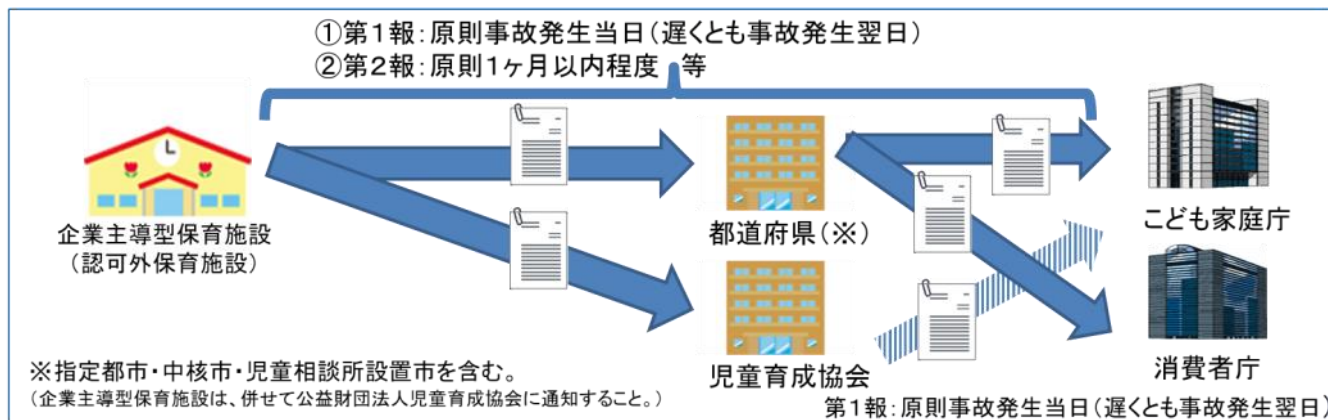 ①第1報：原則事故発生当日（遅くとも事故発生翌日）
②第2報：原則1ヶ月以内程度 等
企業主導型保育施設
（認可外保育施設）
都道府県（※）
こども家庭庁
児童育成協会
消費者庁
※指定都市・中核市・児童相談所設置市を含む。
（企業主導型保育施設は、併せて公益財団法人児童育成協会に通知すること。）
第1報：原則事故発生当日（遅くとも事故発生翌日）